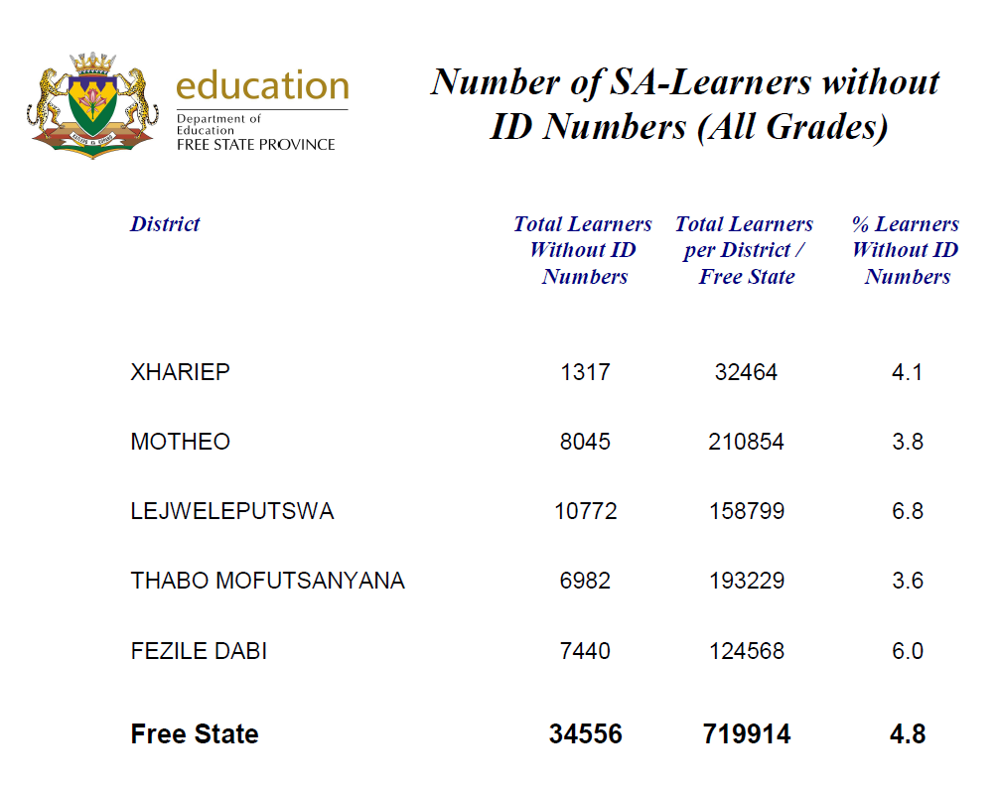 education
Department of
Education
FREE STATE PROVINCE
Number of SA-Learners without
ID Numbers (All Grades)
District Total Learners Without ID Numbers Total Learners per District / Free State % Learners Without ID Numbers
XHARIEP 1317 32464 4.1
MOTHEO 8045 210854 3.8
LEJWELEPUTSWA 10772 158799 6.8
THABO MOFUTSANYANA 6982 193229 3.6
FEZILE DABI 7440 124568 6.0
Free State 34556 719914 4.8